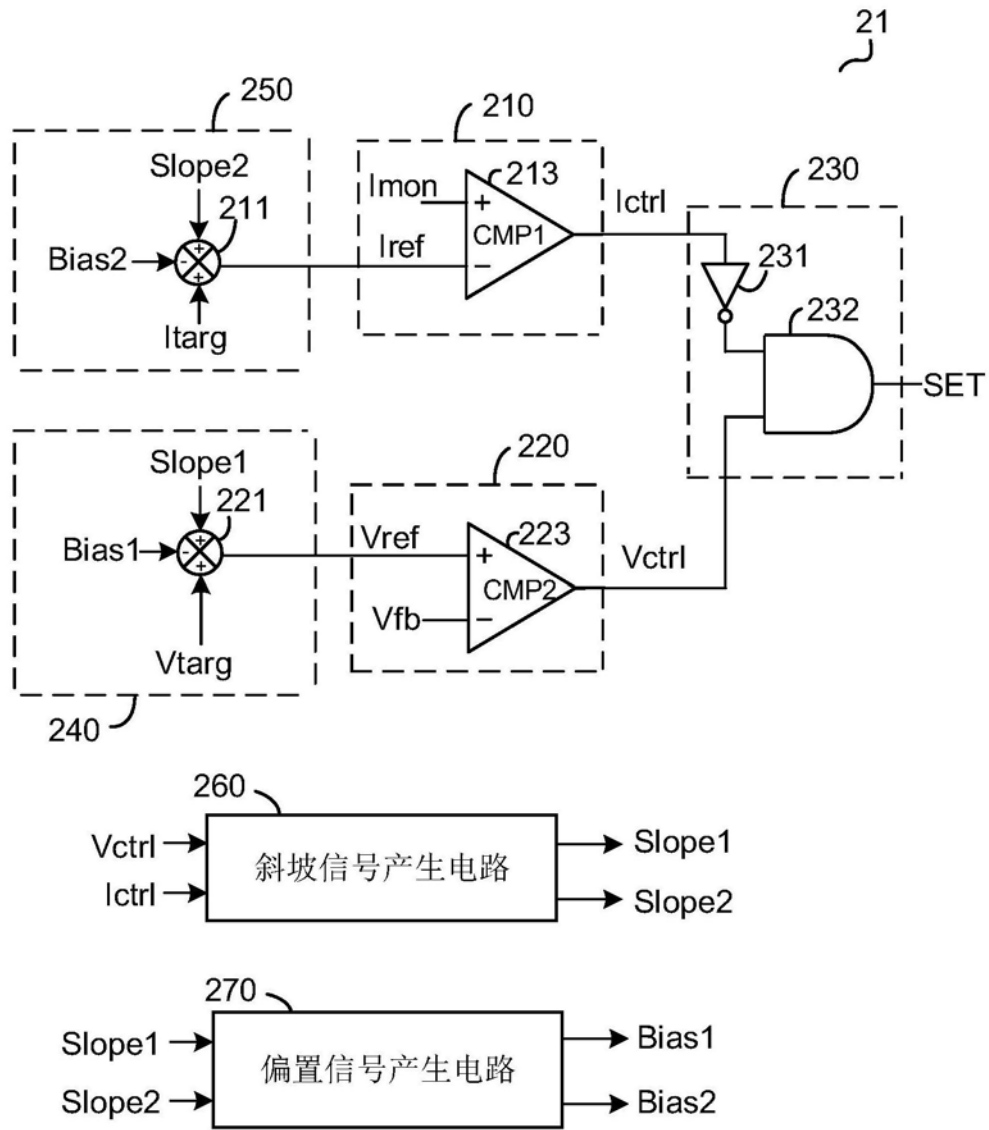 21
250
210
Slope2
213
230
Imon
+
Ictrl
+
211
CMP1
Bias2
-
Iref
−
231
+
Itarg
232
SET
Slope1
220
+
221
Vref
+
223
Vctrl
Bias1
-
CMP2
+
Vfb
−
Vtarg
240
260
Vctrl
斜坡信号产生电路
Slope1
Ictrl
Slope2
270
Slope1
偏置信号产生电路
Bias1
Slope2
Bias2